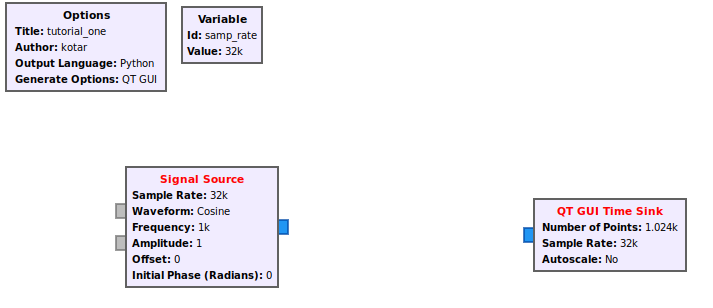 Options
Title: tutorial_one
Author: kotar
Output Language: Python
Generate Options: QT GUI
Variable
Id: samp_rate
Value: 32k
Signal Source
Sample Rate: 32k
Waveform: Cosine
Frequency: 1k
Amplitude: 1
Offset: 0
Initial Phase (Radians): 0
QT GUI Time Sink
Number of Points: 1.024k
Sample Rate: 32k
Autoscale: No